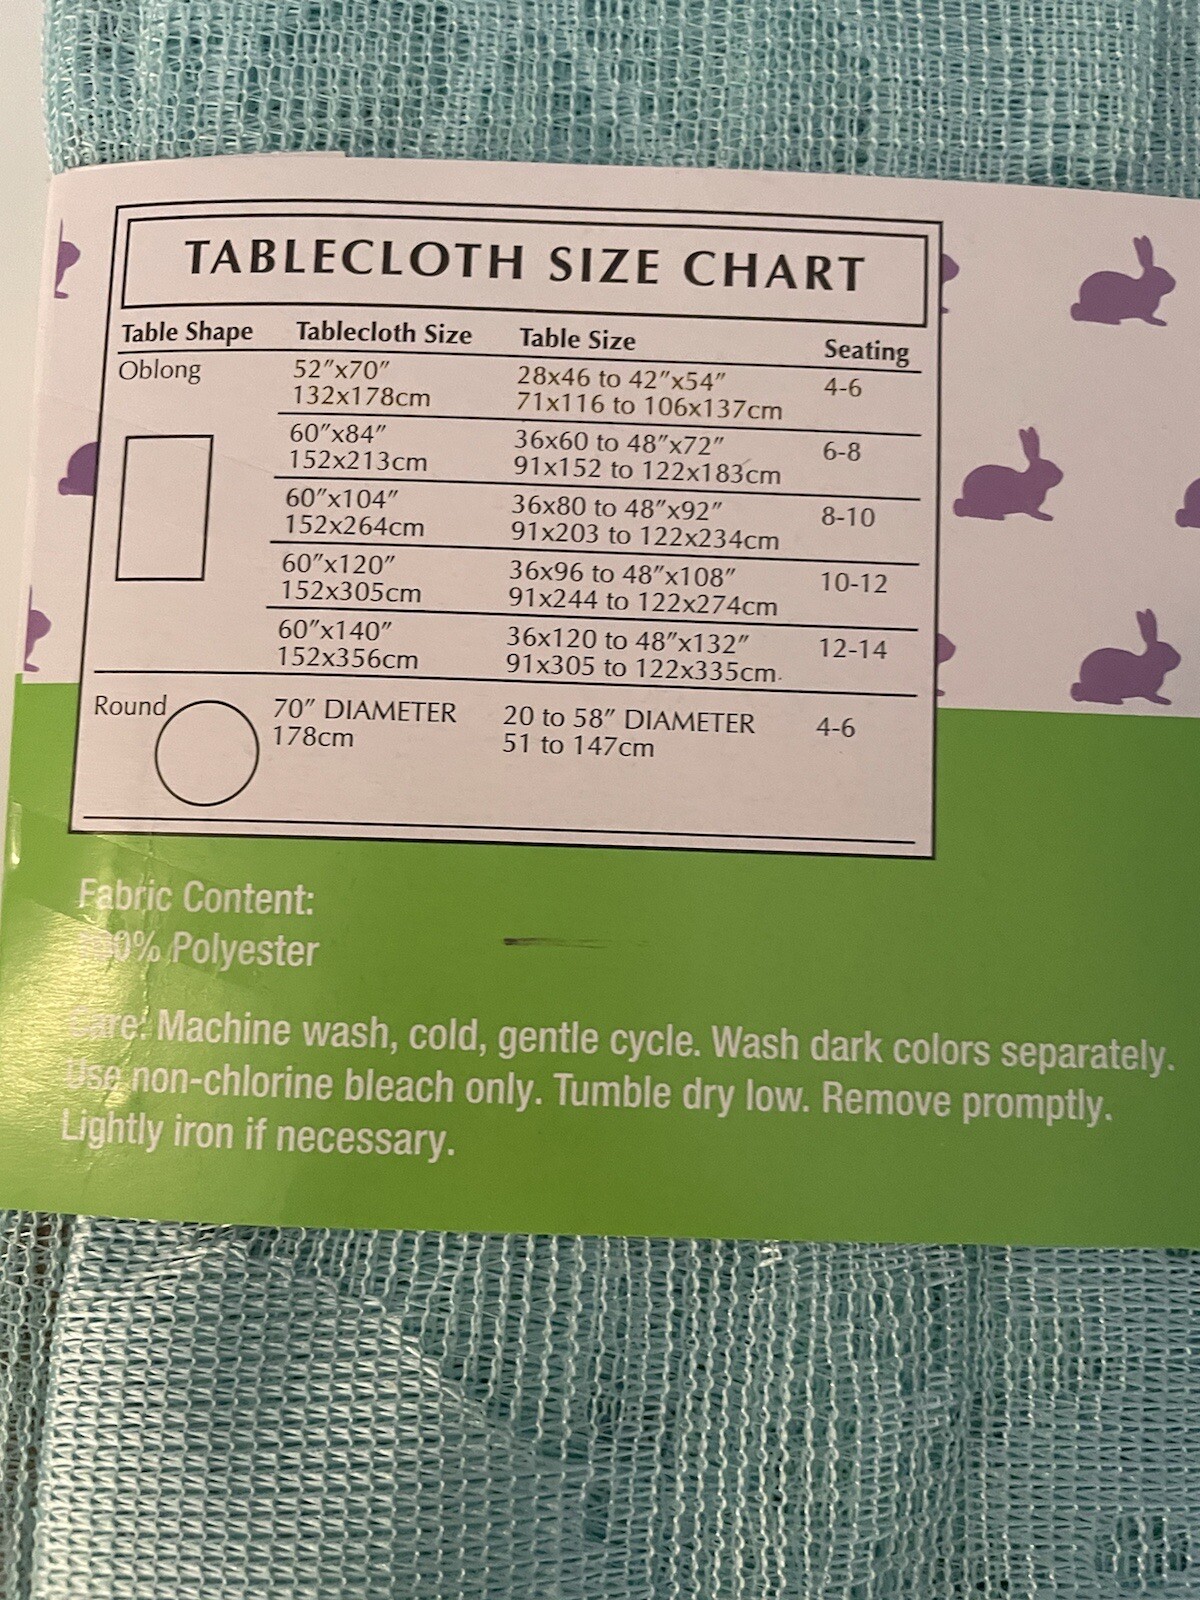 TABLECLOTH SIZE CHART
Table Shape Tablecloth Size Table Size Seating
Oblong 52"x70" 28x46 to 42"x54" 4-6
132x178cm 71x116 to 106x137cm
60"x84" 36x60 to 48"x72" 6-8
152x213cm 91x152 to 122x183cm
60"x104" 36x80 to 48"x92" 8-10
152x264cm 91x203 to 122x234cm
60"x120" 36x96 to 48"x108" 10-12
152x305cm 91x244 to 122x274cm
60"x140" 36x120 to 48"x132" 12-14
152x356cm 91x305 to 122x335cm.
Round 70" DIAMETER 20 to 58" DIAMETER 4-6
178cm 51 to 147cm
Fabric Content:
100% Polyester
Care: Machine wash, cold, gentle cycle. Wash dark colors separately.
Use non-chlorine bleach only. Tumble dry low. Remove promptly.
Lightly iron if necessary.